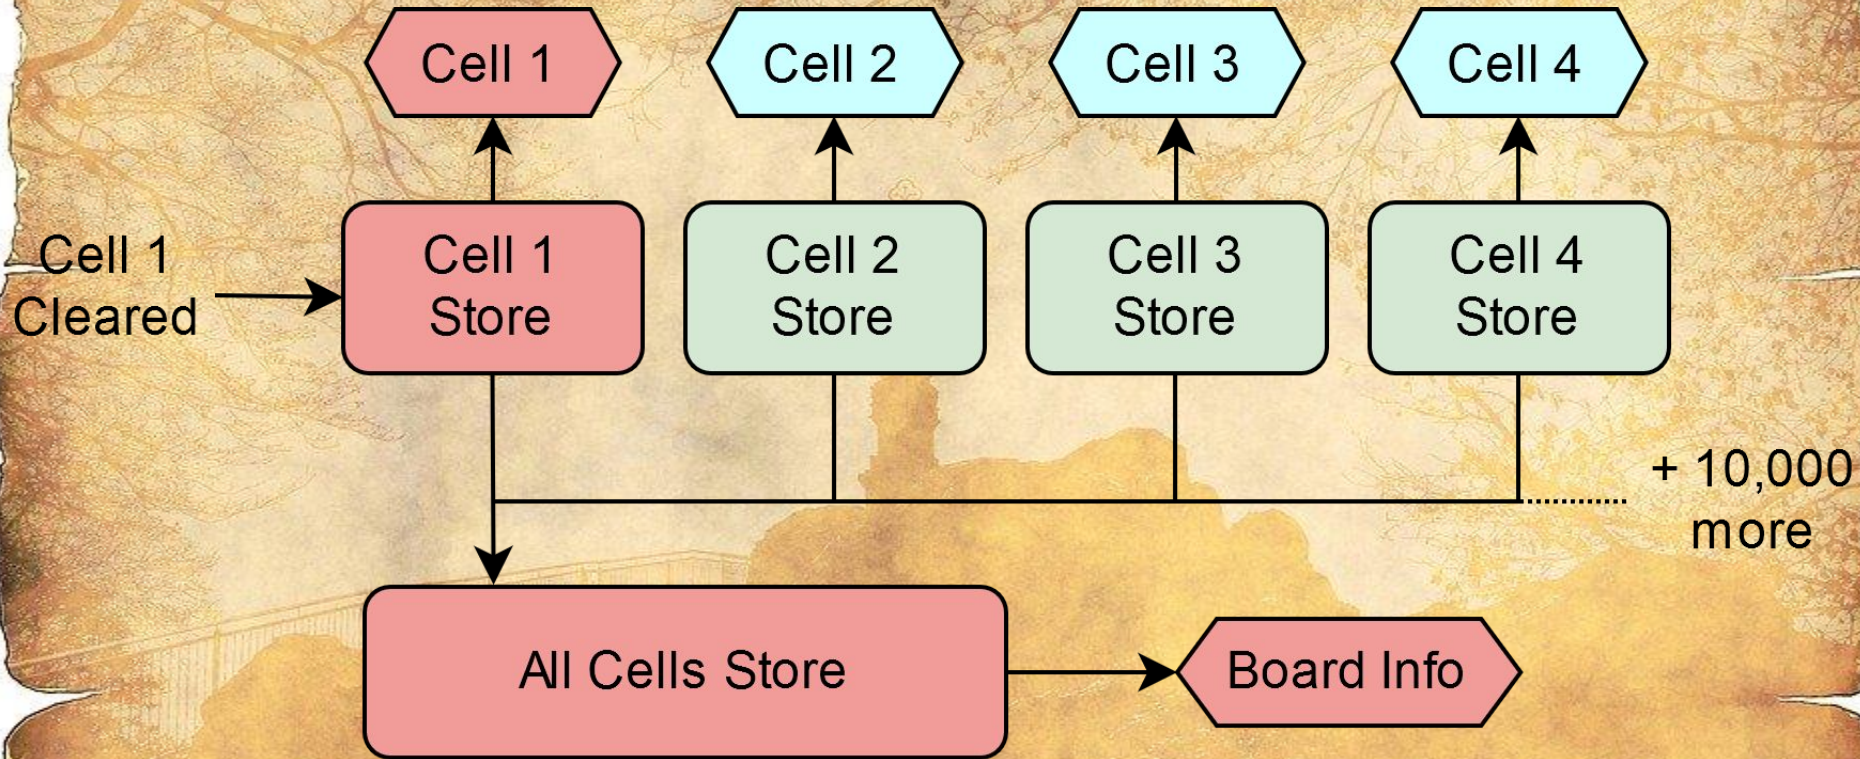 Cell 1
Cell 2
Cell 3
Cell 4
Cell 1
Cleared
Cell 1
Store
Cell 2
Store
Cell 3
Store
Cell 4
Store
+ 10,000
more
All Cells Store
Board Info